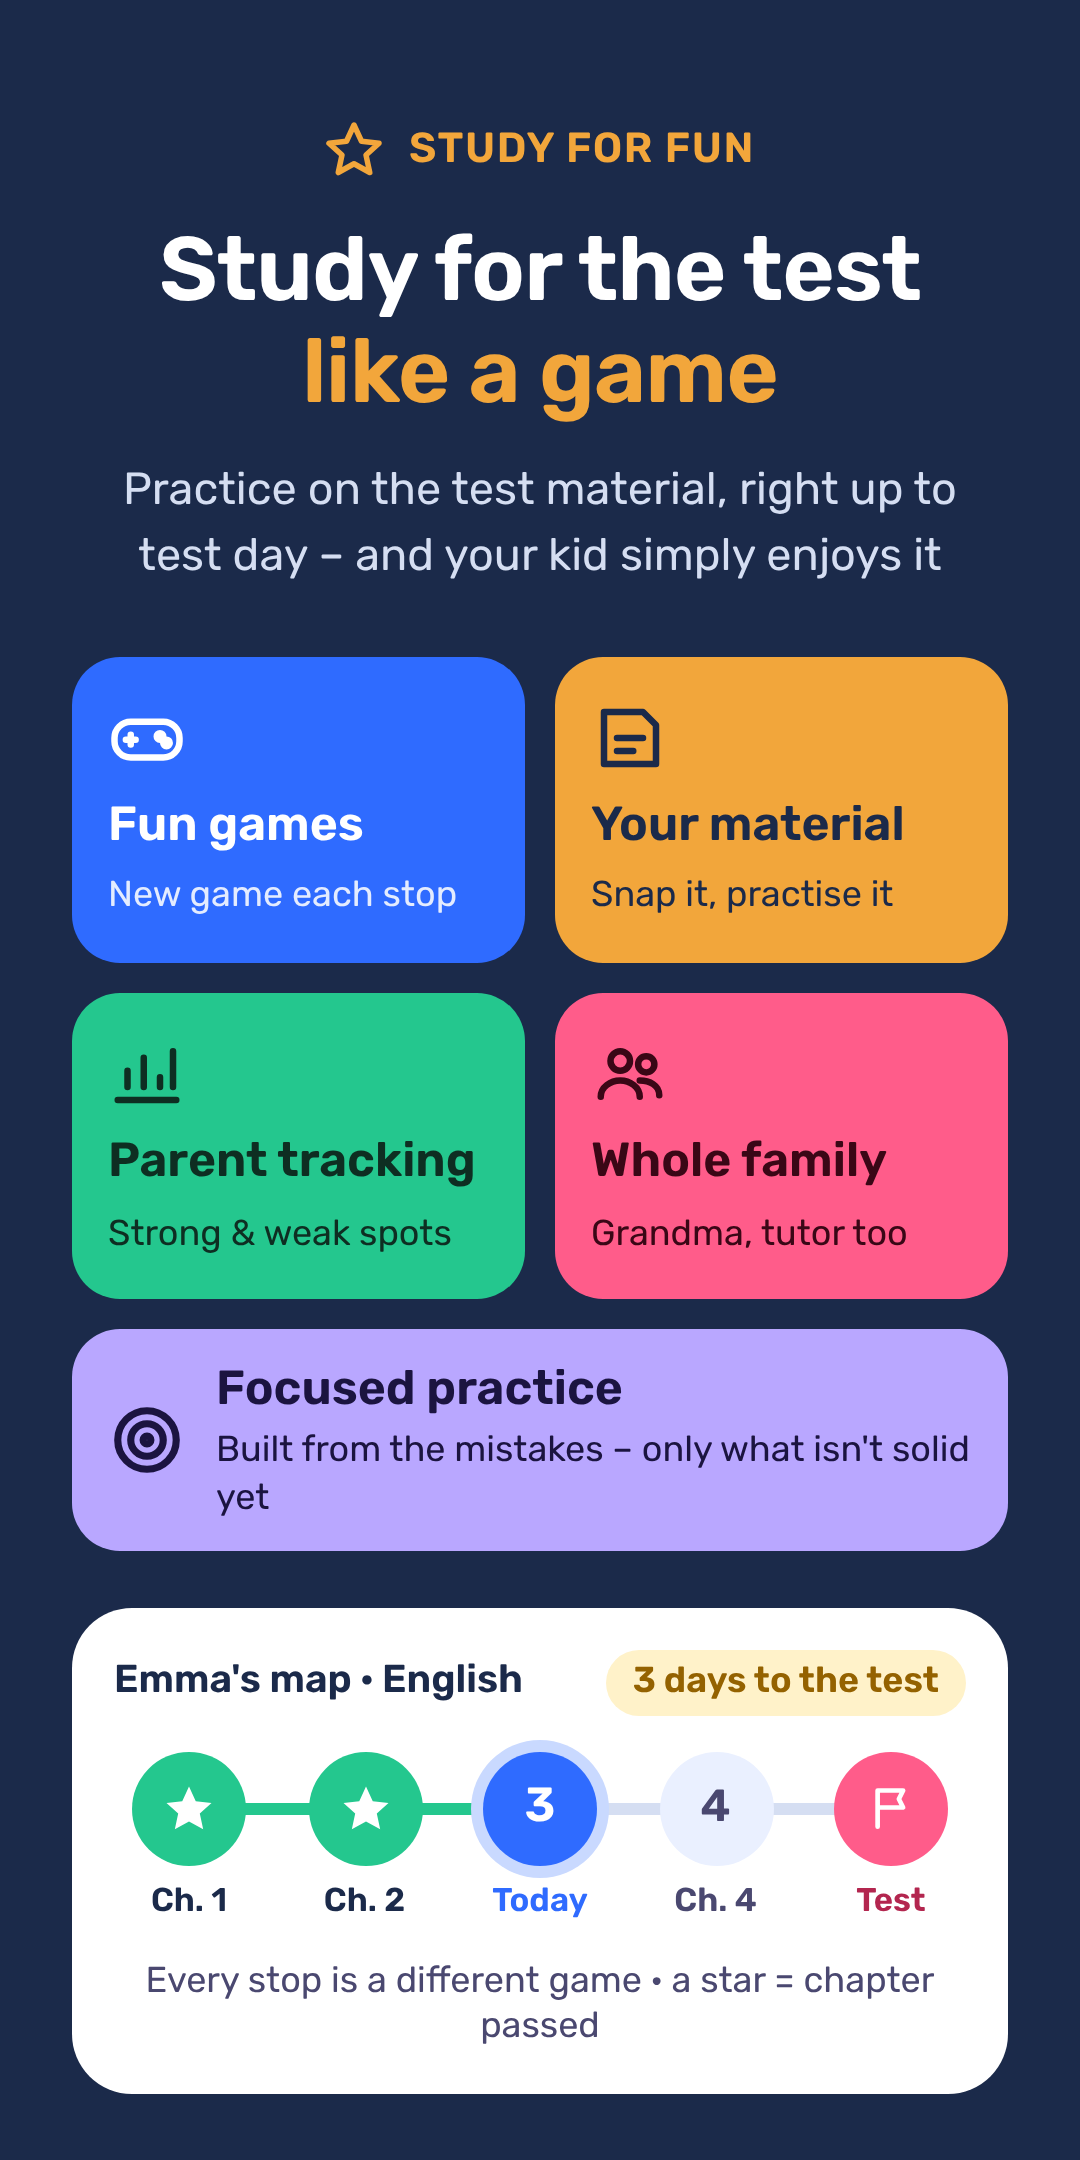 STUDY FOR FUN
Study for the test
like a game
Practice on the test material, right up to
test day – and your kid simply enjoys it
Fun games
New game each stop
Your material
Snap it, practise it
Parent tracking
Strong & weak spots
Whole family
Grandma, tutor too
Focused practice
Built from the mistakes – only what isn't solid
yet
Emma's map • English
3 days to the test
3
4
Ch. 1
Ch. 2
Today
Ch. 4
Test
Every stop is a different game • a star = chapter
passed